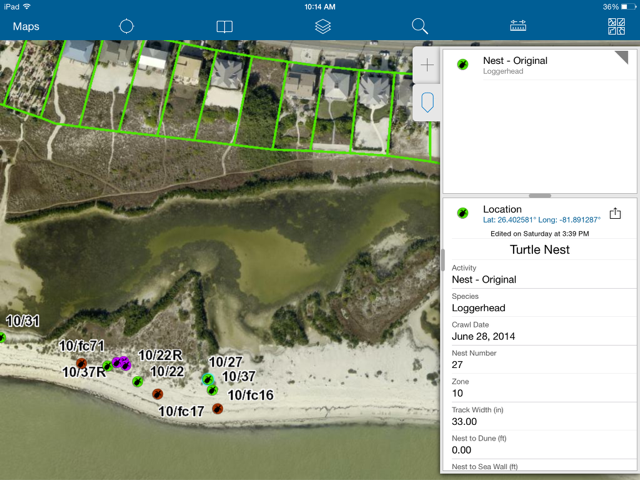 iPad
10:14 AM
36%
Maps
Nest - Original
Loggerhead
Location
Lat: 26.402581° Long: -81.891287°
Edited on Saturday at 3:39 PM
Turtle Nest
Activity
Nest - Original
Species
Loggerhead
Crawl Date
June 28, 2014
Nest Number
27
Zone
10
Track Width (in)
33.00
Nest to Dune (ft)
0.00
Nest to Sea Wall (ft)
10/31
10/fc71
10/22R
10/27
10/37R
10/22
10/37
10/fc16
10/fc17